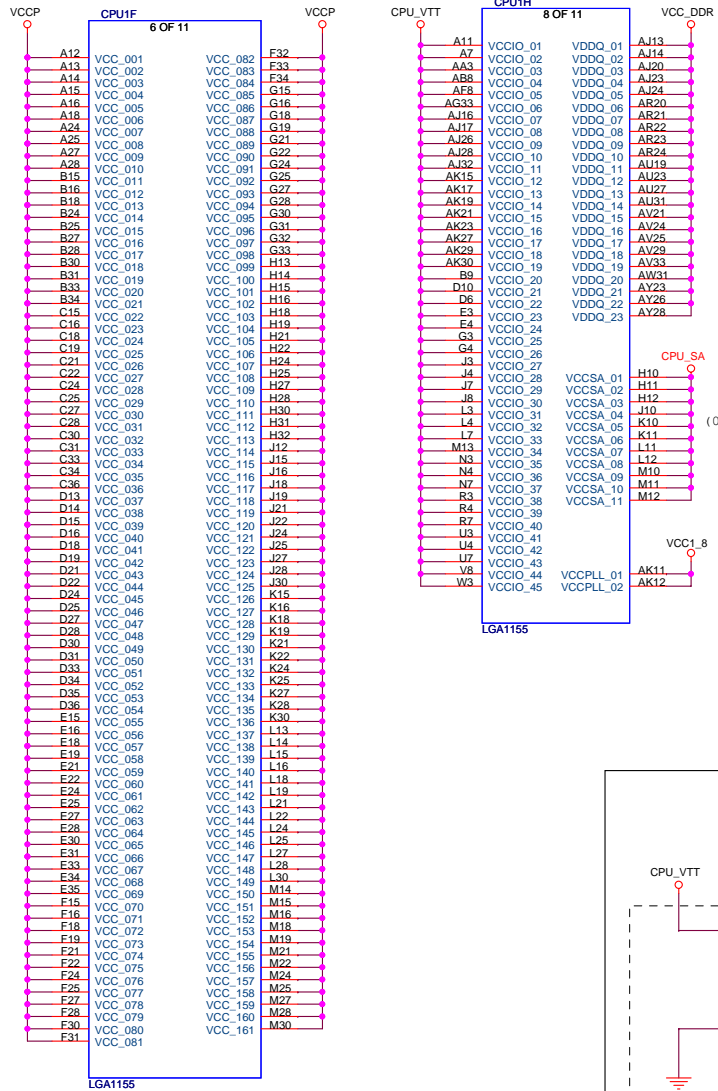 VCCP CPU1F VCCP
6 OF 11
A12 VCC_001 VCC_082 F32
A13 VCC_002 VCC_083 F33
A14 VCC_003 VCC_084 F34
A15 VCC_004 VCC_085 G15
A16 VCC_005 VCC_086 G16
A18 VCC_006 VCC_087 G18
A24 VCC_007 VCC_088 G19
A25 VCC_008 VCC_089 G21
A27 VCC_009 VCC_090 G22
A28 VCC_010 VCC_091 G24
B15 VCC_011 VCC_092 G25
B16 VCC_012 VCC_093 G27
B18 VCC_013 VCC_094 G28
B24 VCC_014 VCC_095 G30
B25 VCC_015 VCC_096 G31
B27 VCC_016 VCC_097 G32
B28 VCC_017 VCC_098 G33
B30 VCC_018 VCC_099 H13
B31 VCC_019 VCC_100 H14
B33 VCC_020 VCC_101 H15
B34 VCC_021 VCC_102 H16
C15 VCC_022 VCC_103 H18
C16 VCC_023 VCC_104 H19
C18 VCC_024 VCC_105 H21
C19 VCC_025 VCC_106 H22
C21 VCC_026 VCC_107 H24
C22 VCC_027 VCC_108 H25
C24 VCC_028 VCC_109 H27
C25 VCC_029 VCC_110 H28
C27 VCC_030 VCC_111 H30
C28 VCC_031 VCC_112 H31
C30 VCC_032 VCC_113 H32
C31 VCC_033 VCC_114 J12
C33 VCC_034 VCC_115 J15
C34 VCC_035 VCC_116 J16
C36 VCC_036 VCC_117 J18
D13 VCC_037 VCC_118 J19
D14 VCC_038 VCC_119 J21
D15 VCC_039 VCC_120 J22
D16 VCC_040 VCC_121 J24
D18 VCC_041 VCC_122 J25
D19 VCC_042 VCC_123 J27
D21 VCC_043 VCC_124 J28
D22 VCC_044 VCC_125 J30
D24 VCC_045 VCC_126 K15
D25 VCC_046 VCC_127 K16
D27 VCC_047 VCC_128 K18
D28 VCC_048 VCC_129 K19
D30 VCC_049 VCC_130 K21
D31 VCC_050 VCC_131 K22
D33 VCC_051 VCC_132 K24
D34 VCC_052 VCC_133 K25
D35 VCC_053 VCC_134 K27
D36 VCC_054 VCC_135 K28
E15 VCC_055 VCC_136 K30
E16 VCC_056 VCC_137 L13
E18 VCC_057 VCC_138 L14
E19 VCC_058 VCC_139 L15
E21 VCC_059 VCC_140 L16
E22 VCC_060 VCC_141 L18
E24 VCC_061 VCC_142 L19
E25 VCC_062 VCC_143 L21
E27 VCC_063 VCC_144 L22
E28 VCC_064 VCC_145 L24
E30 VCC_065 VCC_146 L25
E31 VCC_066 VCC_147 L27
E33 VCC_067 VCC_148 L28
E34 VCC_068 VCC_149 L30
E35 VCC_069 VCC_150 M14
F15 VCC_070 VCC_151 M15
F16 VCC_071 VCC_152 M16
F18 VCC_072 VCC_153 M18
F19 VCC_073 VCC_154 M19
F21 VCC_074 VCC_155 M21
F22 VCC_075 VCC_156 M22
F24 VCC_076 VCC_157 M24
F25 VCC_077 VCC_158 M25
F27 VCC_078 VCC_159 M27
F28 VCC_079 VCC_160 M28
F30 VCC_080 VCC_161 M30
F31 VCC_081
LGA1155
CPU_VTT CPU1H VCC_DDR
8 OF 11
A11 VCCIO_01 VDDQ_01 AJ13
A7 VCCIO_02 VDDQ_02 AJ14
AA3 VCCIO_03 VDDQ_03 AJ20
AB8 VCCIO_04 VDDQ_04 AJ23
AF8 VCCIO_05 VDDQ_05 AJ24
AG33 VCCIO_06 VDDQ_06 AR20
AJ16 VCCIO_07 VDDQ_07 AR21
AJ17 VCCIO_08 VDDQ_08 AR22
AJ26 VCCIO_09 VDDQ_09 AR23
AJ28 VCCIO_10 VDDQ_10 AR24
AJ32 VCCIO_11 VDDQ_11 AU19
AK15 VCCIO_12 VDDQ_12 AU23
AK17 VCCIO_13 VDDQ_13 AU27
AK19 VCCIO_14 VDDQ_14 AU31
AK21 VCCIO_15 VDDQ_15 AV21
AK23 VCCIO_16 VDDQ_16 AV24
AK27 VCCIO_17 VDDQ_17 AV25
AK29 VCCIO_18 VDDQ_18 AV29
AK30 VCCIO_19 VDDQ_19 AV33
B9 VCCIO_20 VDDQ_20 AW31
D10 VCCIO_21 VDDQ_21 AY23
D6 VCCIO_22 VDDQ_22 AY26
E3 VCCIO_23 VDDQ_23 AY28
E4 VCCIO_24
G3 VCCIO_25
G4 VCCIO_26
J3 VCCIO_27
CPU_SA
J4 VCCIO_28 VCCSA_01 H10
J7 VCCIO_29 VCCSA_02 H11
J8 VCCIO_30 VCCSA_03 H12
L3 VCCIO_31 VCCSA_04 J10
L4 VCCIO_32 VCCSA_05 K10 ( 0
L7 VCCIO_33 VCCSA_06 K11
M13 VCCIO_34 VCCSA_07 L11
N3 VCCIO_35 VCCSA_08 L12
N4 VCCIO_36 VCCSA_09 M10
N7 VCCIO_37 VCCSA_10 M11
R3 VCCIO_38 VCCSA_11 M12
R4 VCCIO_39
R7 VCCIO_40
U3 VCCIO_41
U4 VCCIO_42
VCC1_8
U7 VCCIO_43
V8 VCCIO_44 VCCPLL_01 AK11
W3 VCCIO_45 VCCPLL_02 AK12
LGA1155
CPU_VTT